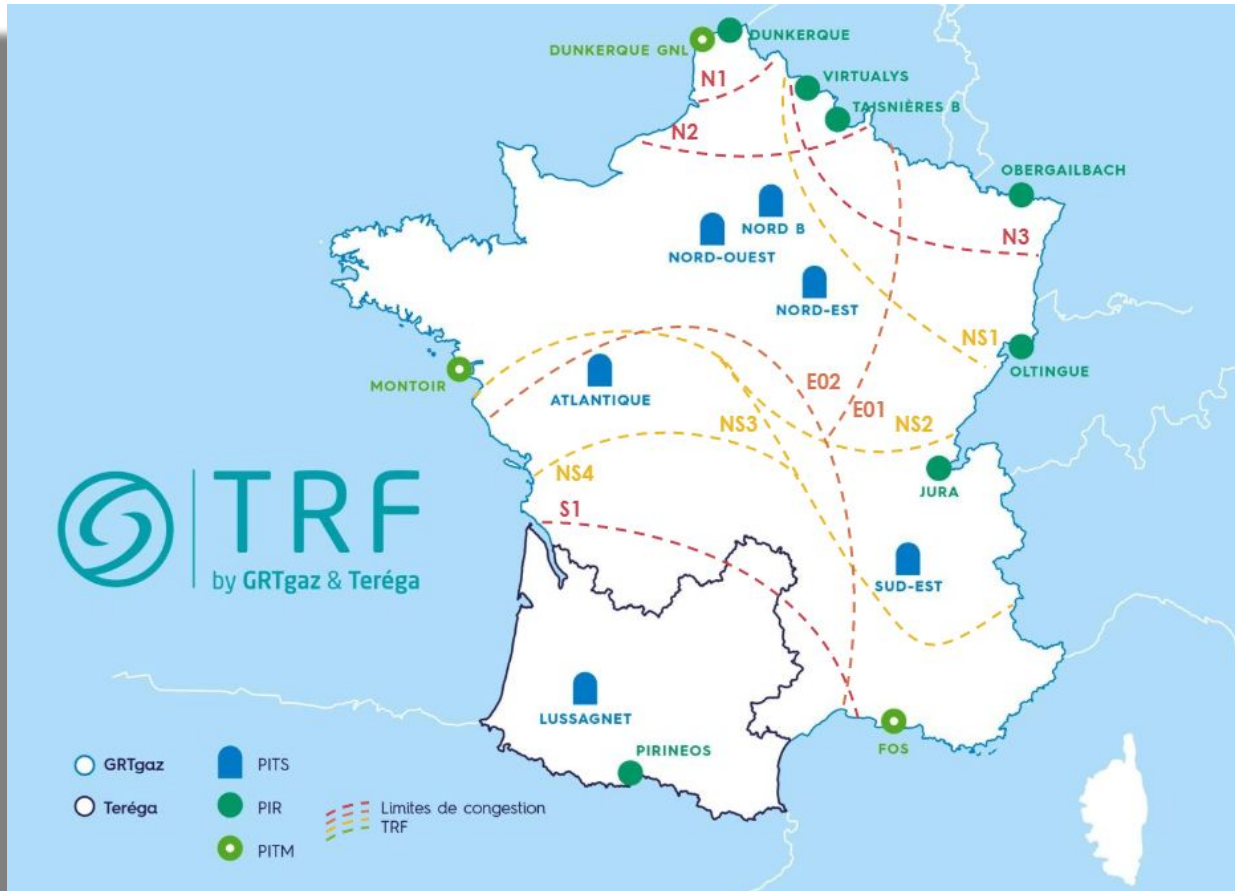 DUNKERQUE
DUNKERQUE GNL
N1
VIRTUALYS
TAISNIÈRES B
N2
OBERGAILBACH
NORD B
NORD-OUEST
N3
NORD-EST
NS1
OLTINGUE
MONTOIR
ATLANTIQUE
E02
E01
NS3
NS2
NS4
JURA
S1
TRF
by GRTgaz & Teréga
SUD-EST
LUSSAGNET
PIRINEOS
FOS
GRTgaz
PITS
Teréga
PIR
Limites de congestion
TRF
PITM